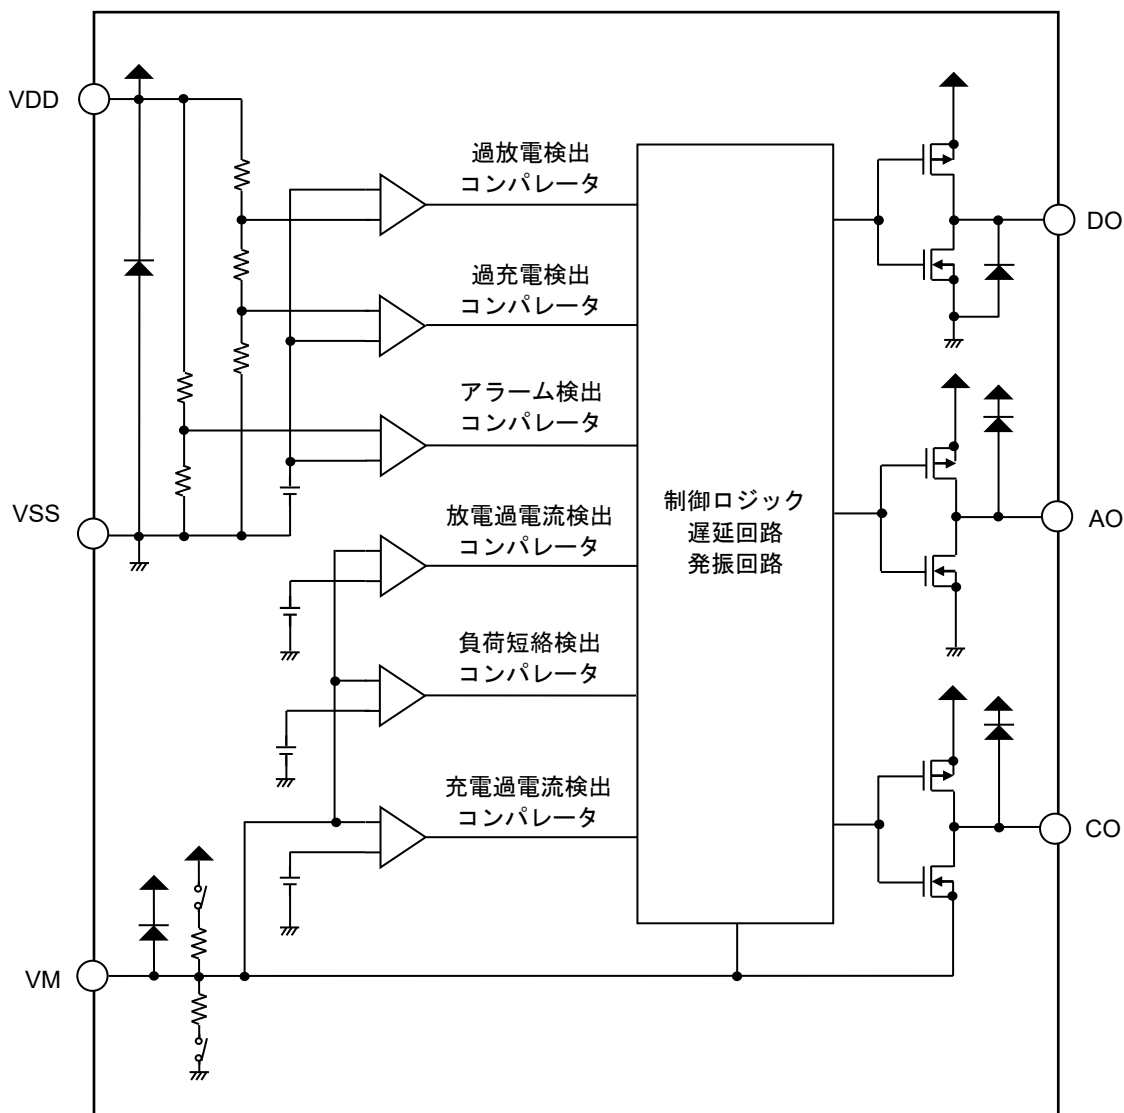 VDD
過放電検出
コンパレータ
DO
過充電検出
コンパレータ
アラーム検出
コンパレータ
VSS
放電過電流検出
コンパレータ
制御ロジック
遅延回路
発振回路
AO
負荷短絡検出
コンパレータ
充電過電流検出
コンパレータ
CO
VM